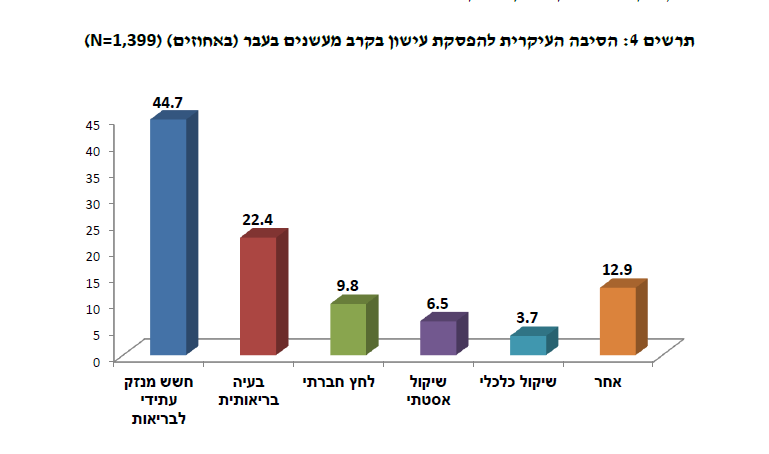 תרשים 4: הסיבה העיקרית להפסקת עישון בקרב מעשנים בעבר (באחוזים) (N=1,399)
44.7
22.4
9.8
6.5
3.7
12.9
45
40
35
30
25
20
15
10
5
0
חשש מנזק
עתידי
לבריאות
בעיה
בריאותית
לחץ חברתי
שיקול
אסטתי
שיקול כלכלי
אחר